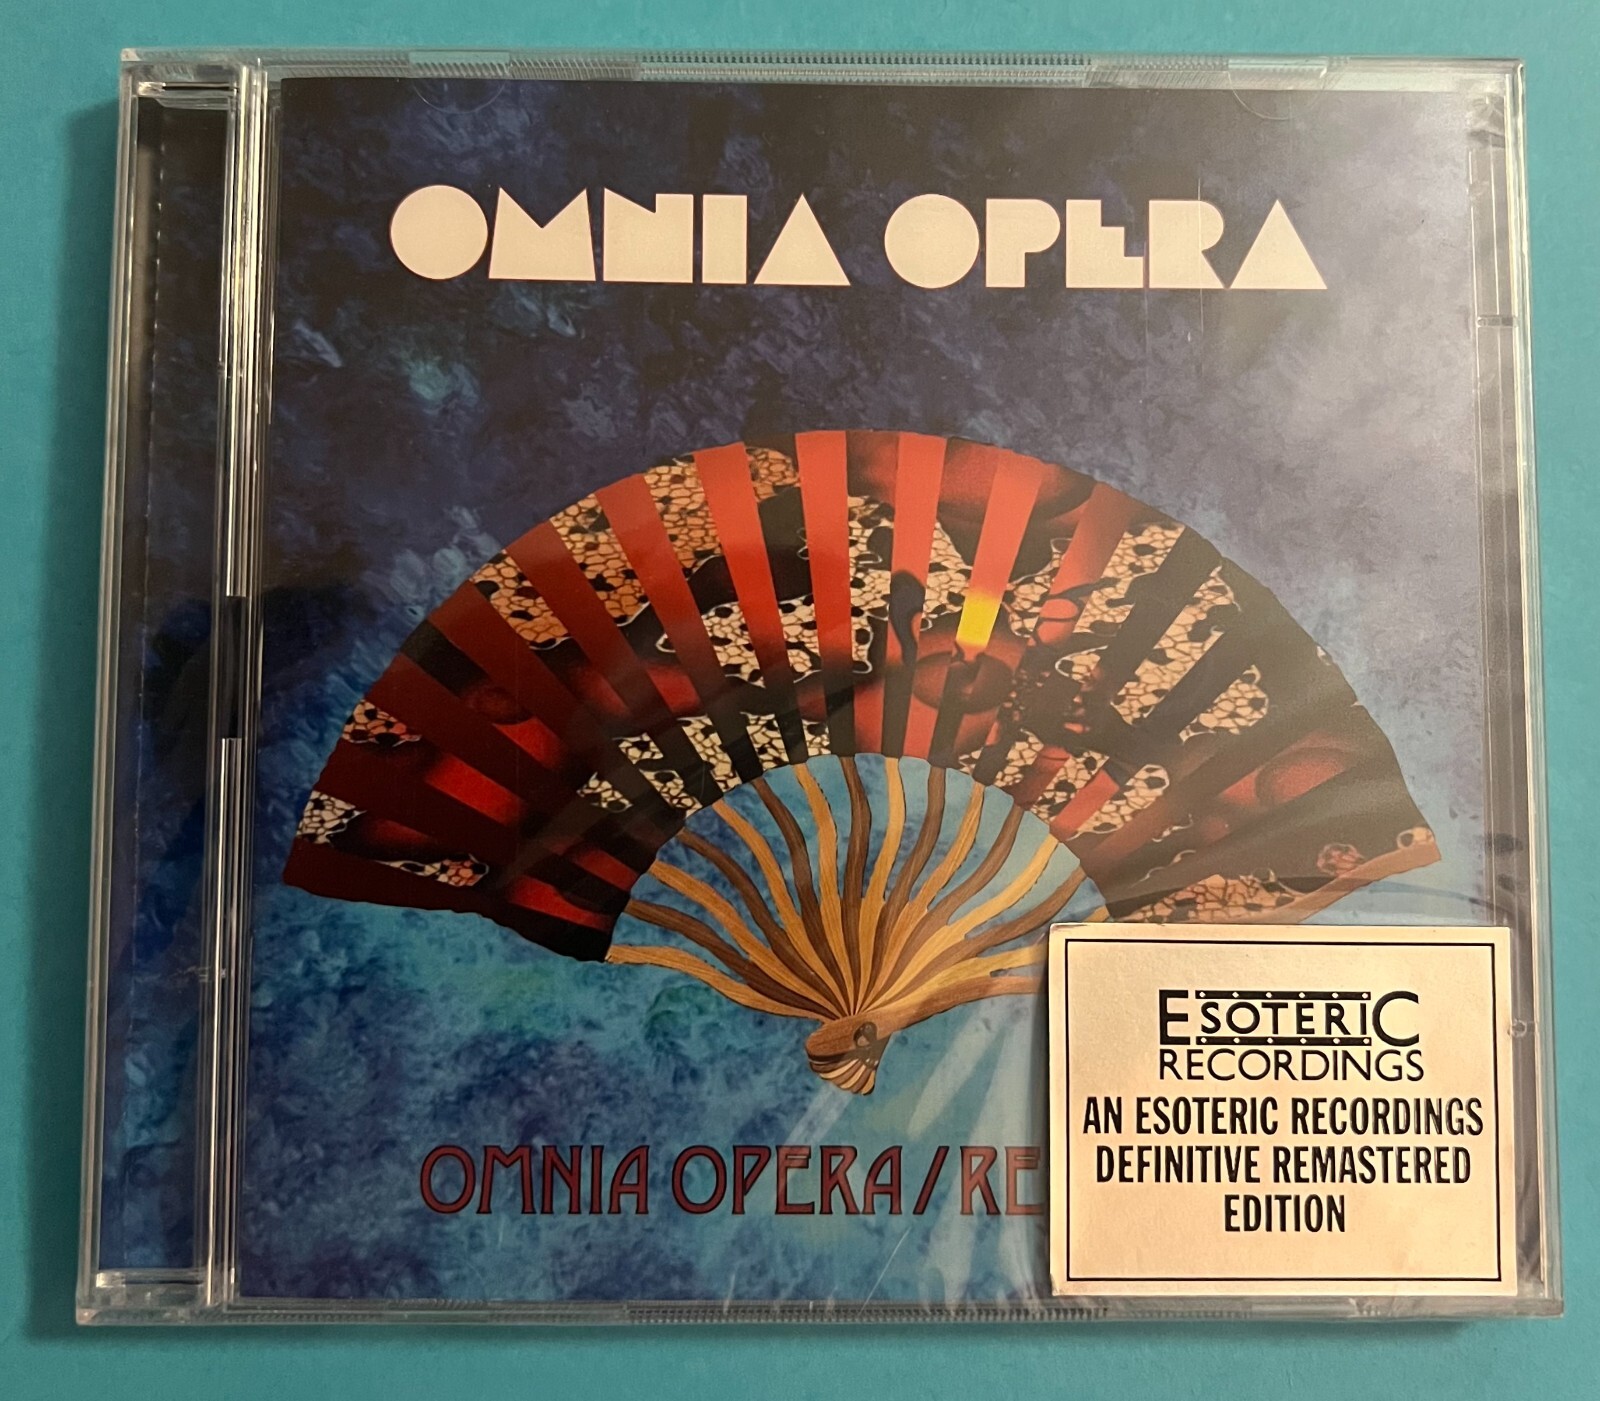 OMNIA OPERA
OMNIA OPERA / RE
ESOTERIC
RECORDINGS
AN ESOTERIC RECORDINGS
DEFINITIVE REMASTERED
EDITION